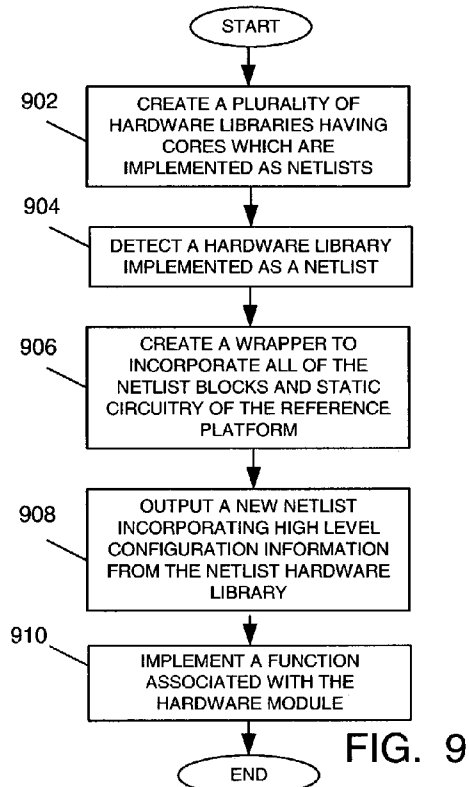 START
902
CREATE A PLURALITY OF
HARDWARE LIBRARIES HAVING
CORES WHICH ARE
IMPLEMENTED AS NETLISTS
904
DETECT A HARDWARE LIBRARY
IMPLEMENTED AS A NETLIST
906
CREATE A WRAPPER TO
INCORPORATE ALL OF THE
NETLIST BLOCKS AND STATIC
CIRCUITRY OF THE REFERENCE
PLATFORM
908
OUTPUT A NEW NETLIST
INCORPORATING HIGH LEVEL
CONFIGURATION INFORMATION
FROM THE NETLIST HARDWARE
LIBRARY
910
IMPLEMENT A FUNCTION
ASSOCIATED WITH THE
HARDWARE MODULE
END
FIG. 9